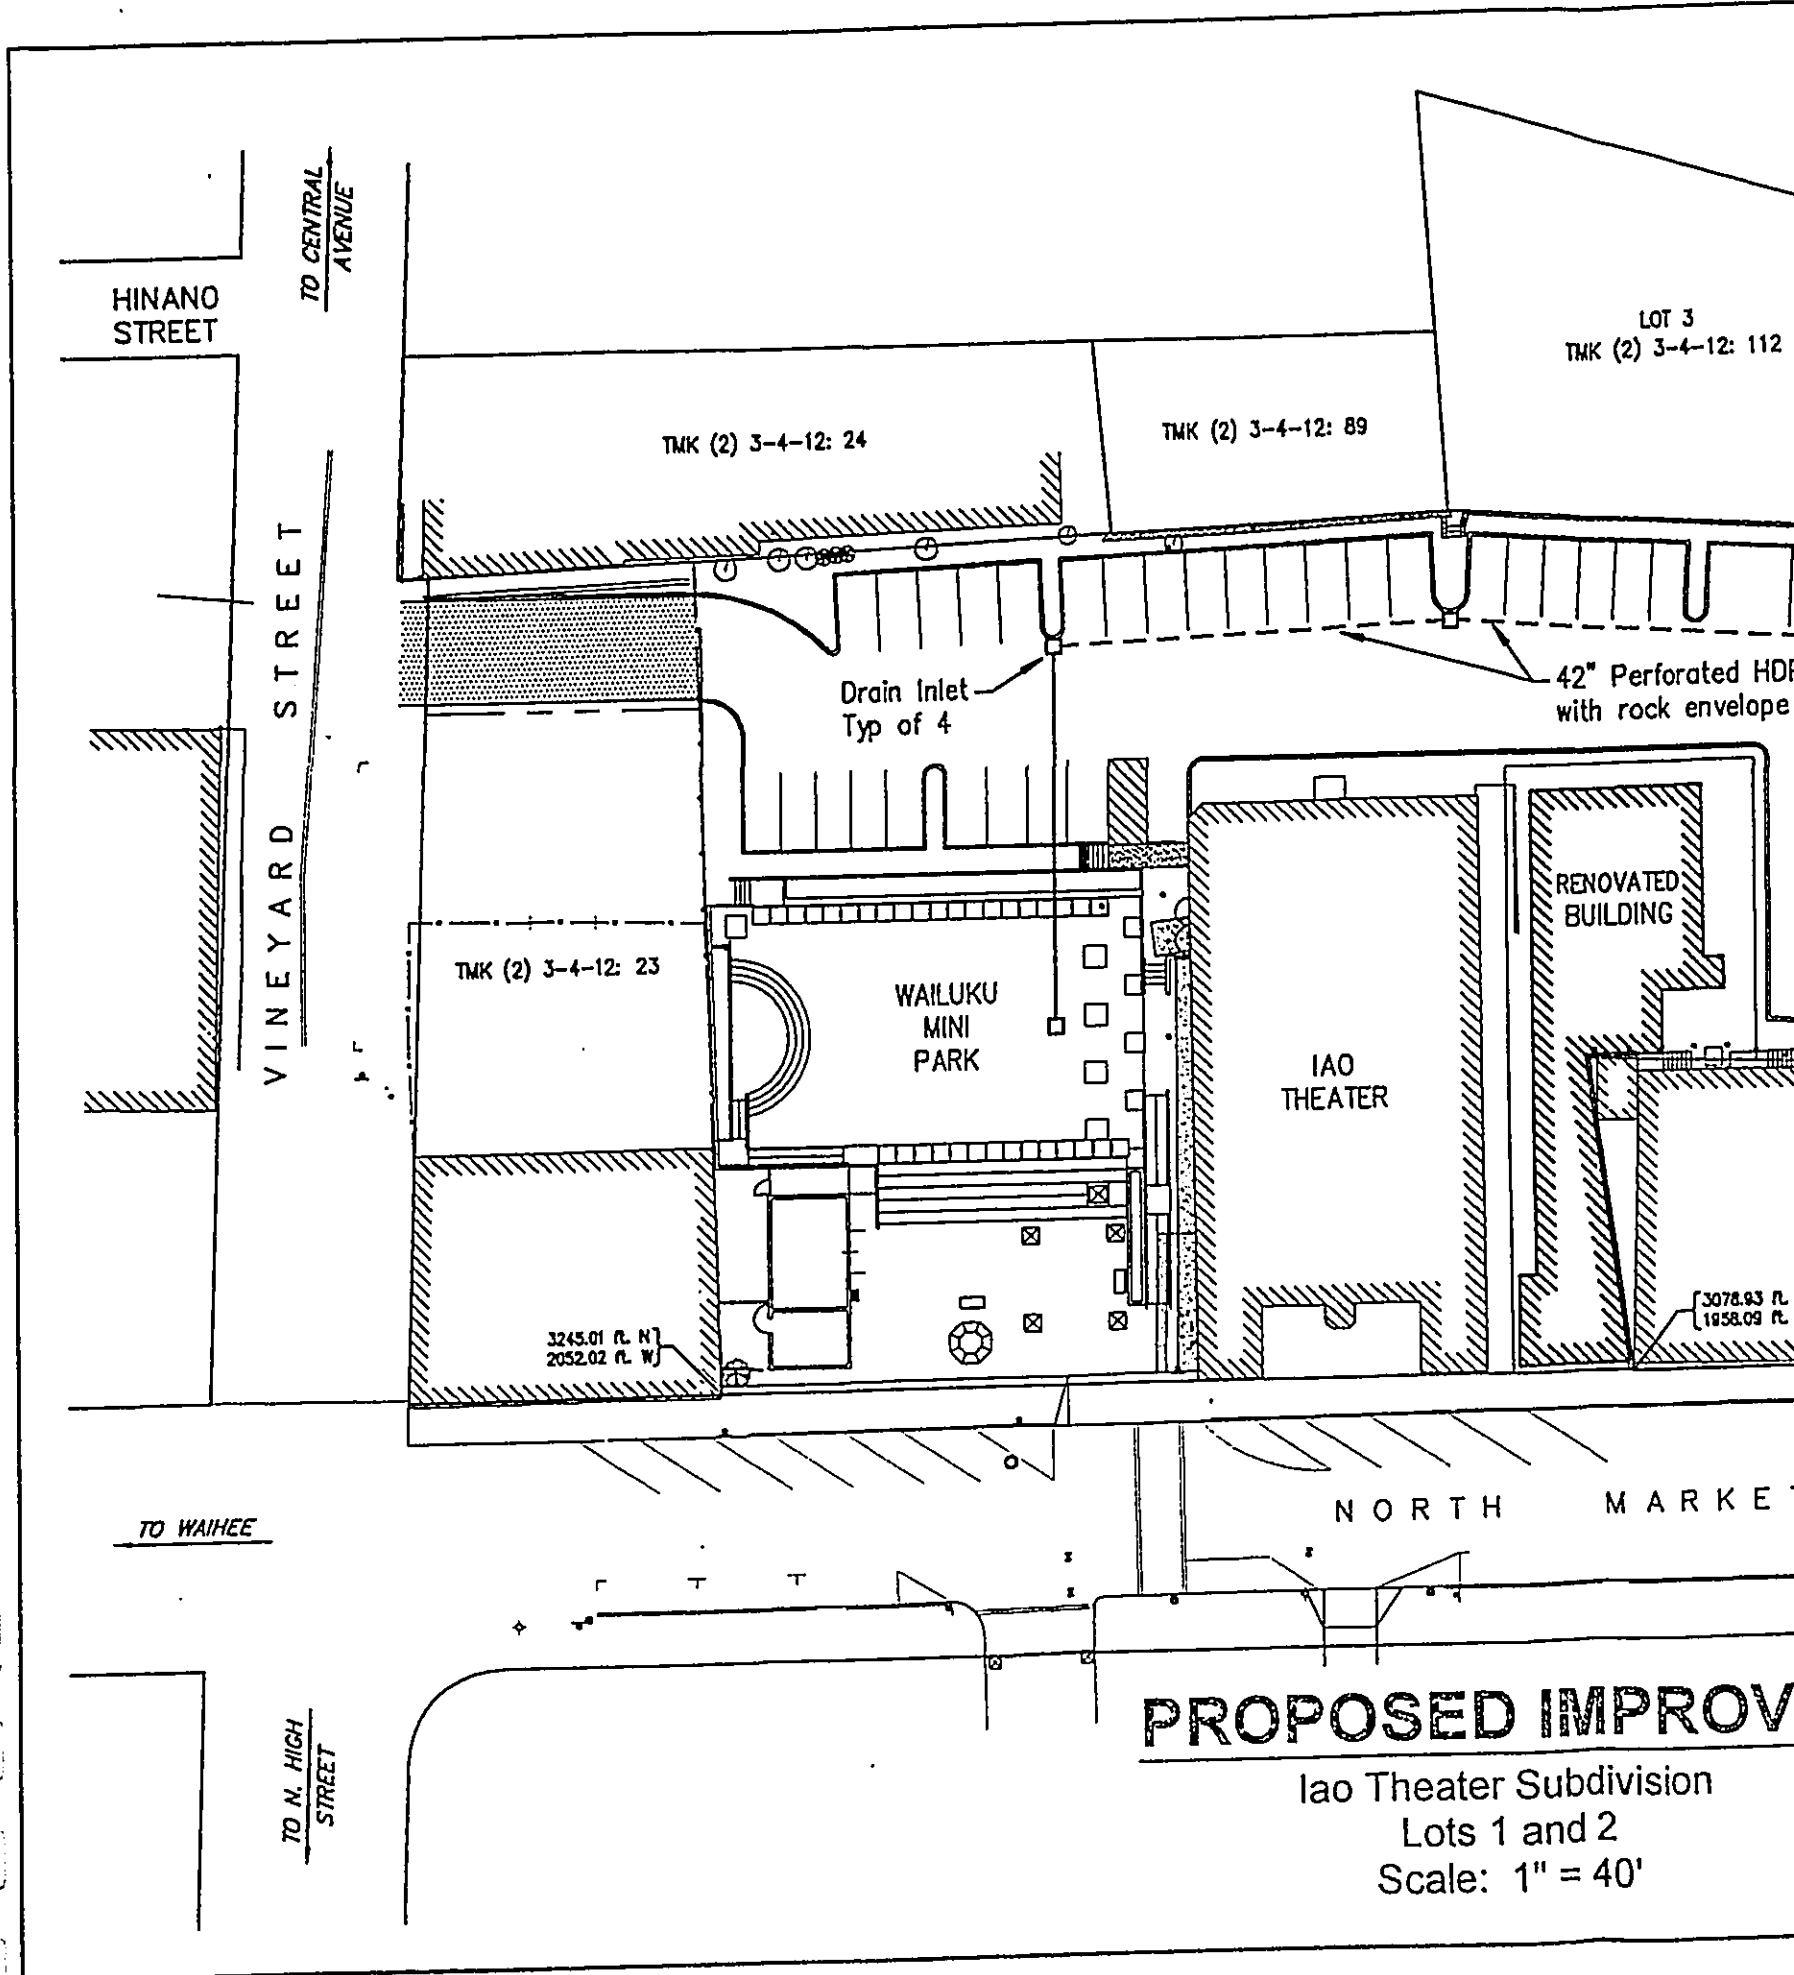 TO CENTRAL
AVENUE
HINANO
STREET
LOT 3
TMK (2) 3-4-12: 112
TMK (2) 3-4-12: 24
TMK (2) 3-4-12: 89
VINEYARD STREET
Drain Inlet
Typ of 4
42" Perforated HDP
with rock envelope
RENOVATED
BUILDING
TMK (2) 3-4-12: 23
WAILUKU
MINI
PARK
IAO
THEATER
3245.01 ft. N
2052.02 ft. W
3078.93 ft.
1958.09 ft.
NORTH MARKET
TO WAIHEE
TO N. HIGH
STREET
PROPOSED IMPROV
Iao Theater Subdivision
Lots 1 and 2
Scale: 1" = 40'